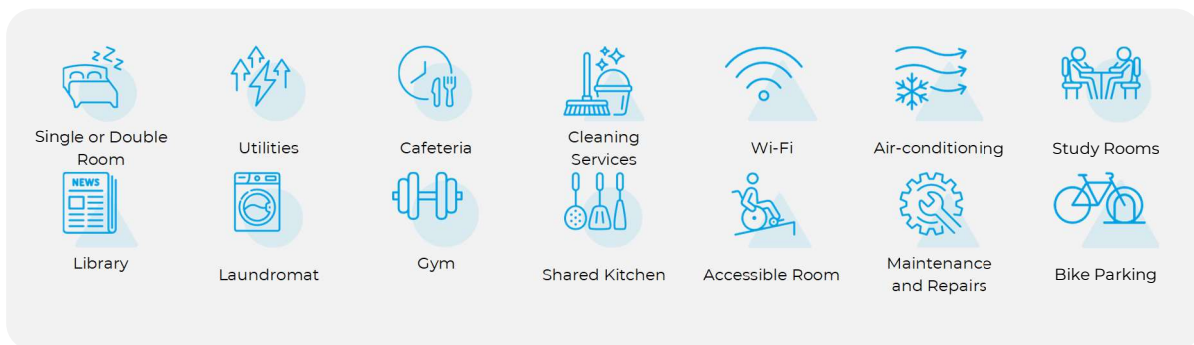 Single or Double
Room
Utilities
Cafeteria
Cleaning
Services
Wi-Fi
Air-conditioning
Study Rooms
NEWS
Library
Laundromat
Gym
Shared Kitchen
Accessible Room
Maintenance
and Repairs
Bike Parking